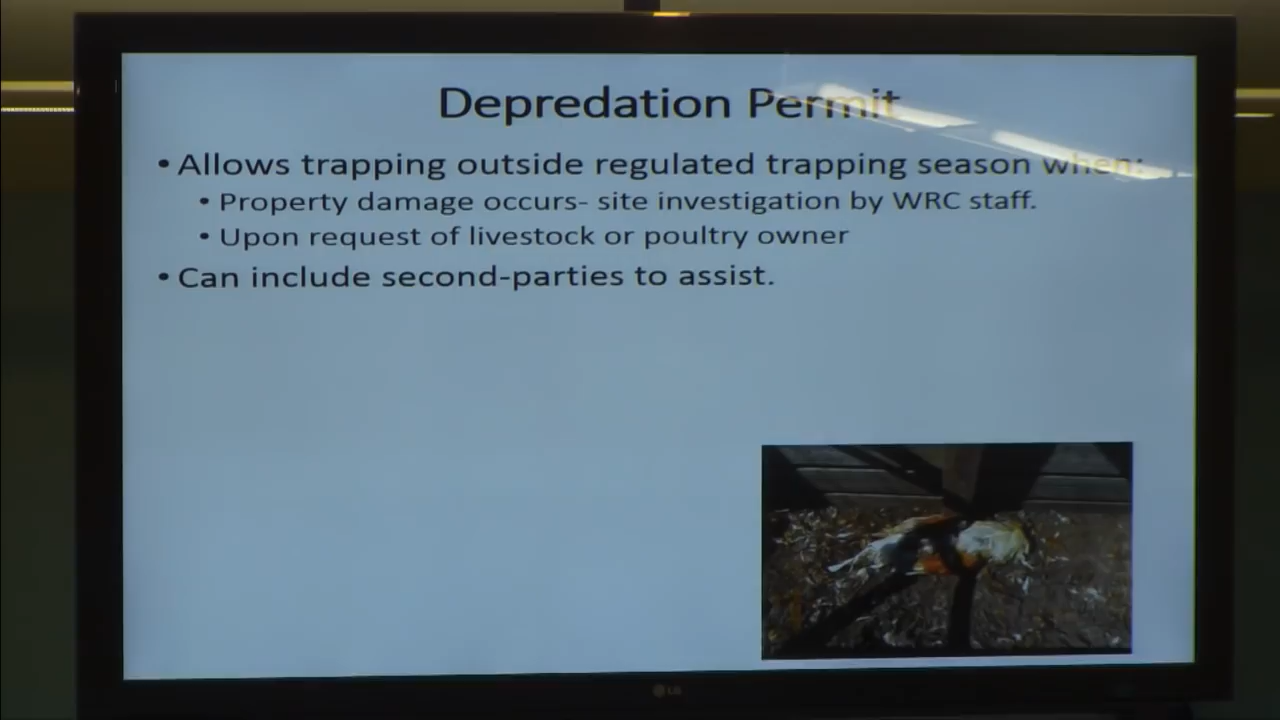 Depredation Permit
• Allows trapping outside regulated trapping season when:
• Property damage occurs- site investigation by WRC staff.
• Upon request of livestock or poultry owner
• Can include second-parties to assist.
LG